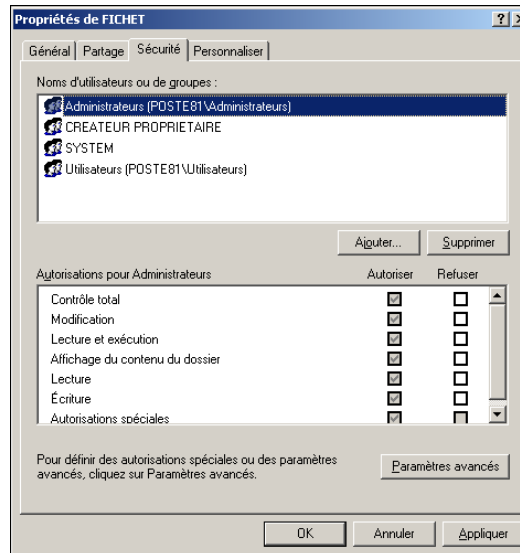 Propriétés de FICHET
Général Partage Sécurité Personnaliser
Noms d'utilisateurs ou de groupes :
Administrateurs (POSTE81\Administrateurs)
CREATEUR PROPRIETAIRE
SYSTEM
Utilisateurs (POSTE81\Utilisateurs)
Ajouter... Supprimer
Autorisations pour Administrateurs Autoriser Refuser
Contrôle total
Modification
Lecture et exécution
Affichage du contenu du dossier
Lecture
Écriture
Autorisations spéciales
Pour définir des autorisations spéciales ou des paramètres
avancés, cliquez sur Paramètres avancés.
Paramètres avancés
OK Annuler Appliquer